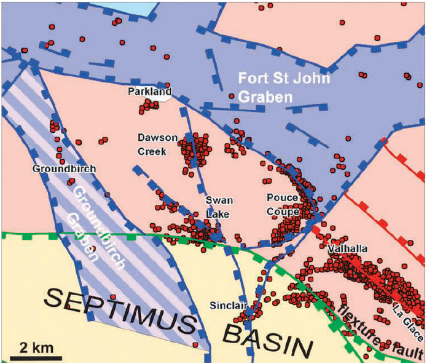 Fort St John
Graben
Parkland
Dawson
Creek
Groundbirch
Groundbirch
Graben
Swan
Lake
Pouce
Coupe
Valhalla
La Glace
Sinclair
flexture fault
SEPTIMUS BASIN
2 km